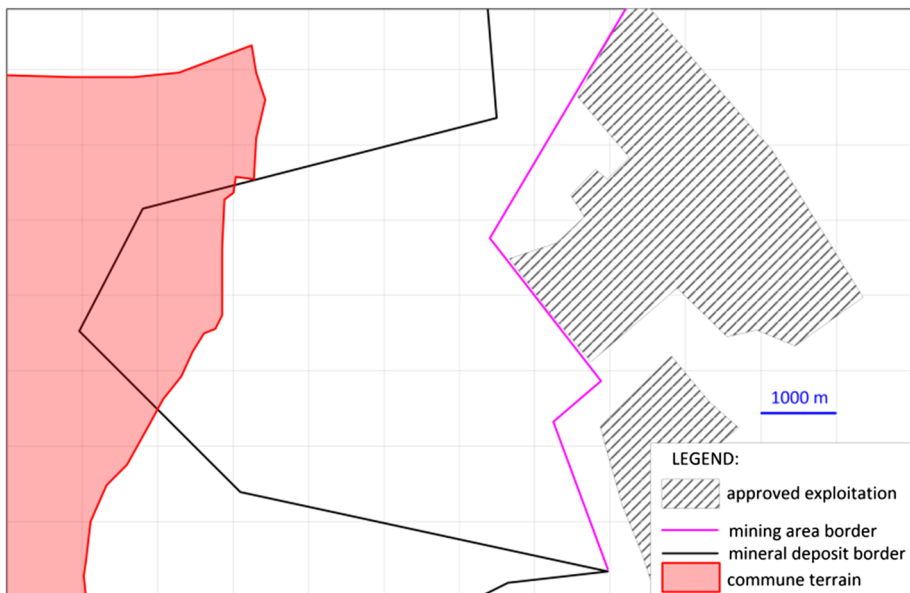 1000 m
LEGEND:
approved exploitation
mining area border
mineral deposit border
commune terrain